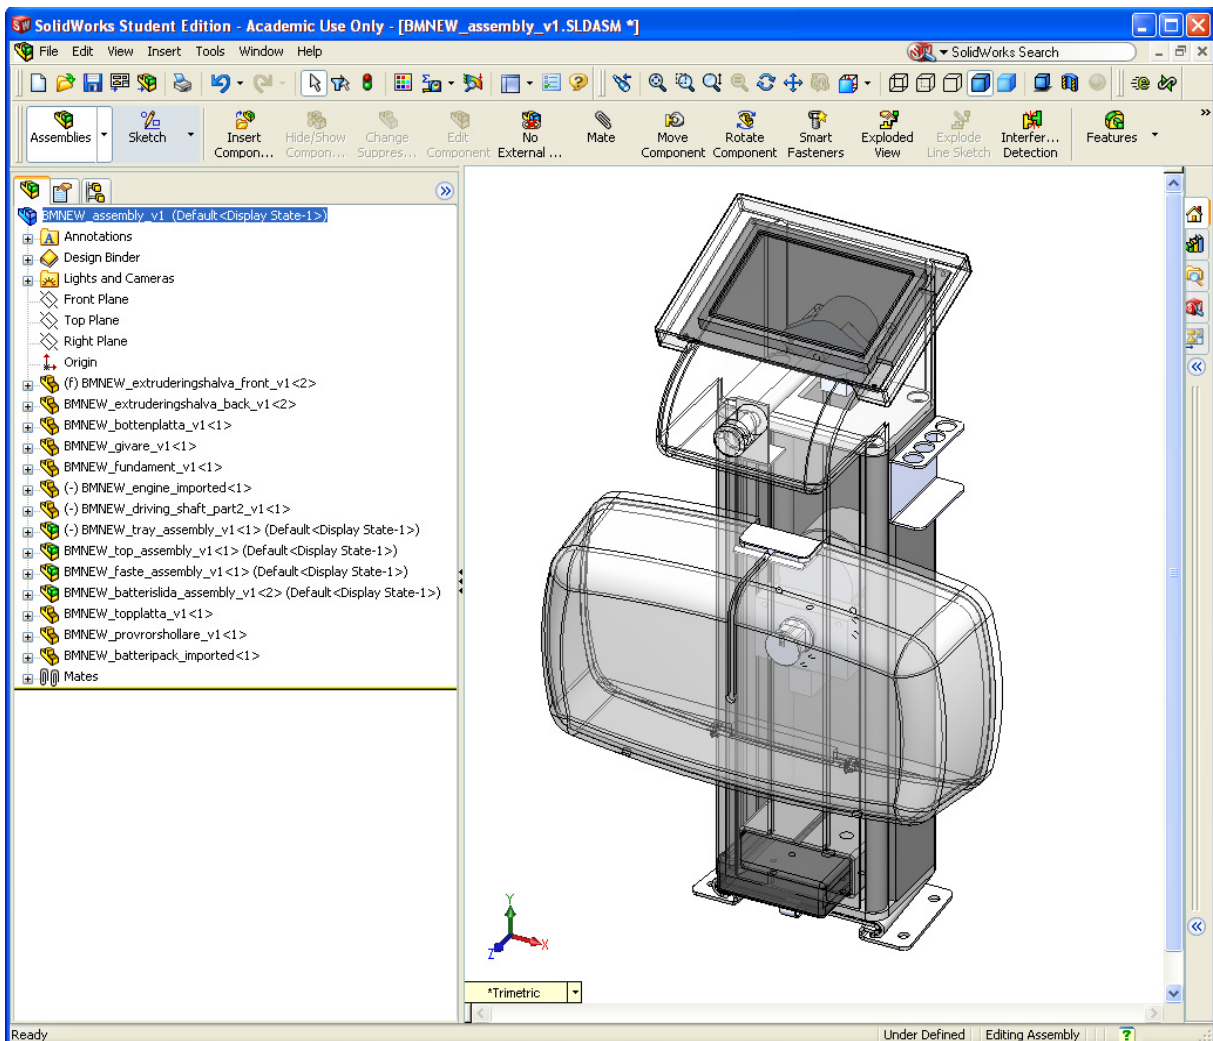 SolidWorks Student Edition - Academic Use Only - [BMNEW_assembly_v1.SLDASM *]
File Edit View Insert Tools Window Help
SolidWorks Search
Assemblies
Sketch
Insert Compon...
Hide/Show Compon...
Change Suppres...
Edit Component
No External ...
Mate
Move Component
Rotate Component
Smart Fasteners
Exploded View
Explode Line Sketch
Interfer... Detection
Features
BMNEW_assembly_v1 (Default<Display State-1>)
Annotations
Design Binder
Lights and Cameras
Front Plane
Top Plane
Right Plane
Origin
(f) BMNEW_extruderingshalva_front_v1<2>
BMNEW_extruderingshalva_back_v1<2>
BMNEW_bottenplatta_v1<1>
BMNEW_givare_v1<1>
BMNEW_fundament_v1<1>
(-) BMNEW_engine_imported<1>
(-) BMNEW_driving_shaft_part2_v1<1>
(-) BMNEW_tray_assembly_v1<1> (Default<Display State-1>)
BMNEW_top_assembly_v1<1> (Default<Display State-1>)
BMNEW_faste_assembly_v1<1> (Default<Display State-1>)
BMNEW_batterislida_assembly_v1<2> (Default<Display State-1>)
BMNEW_topplatta_v1<1>
BMNEW_provrorshollare_v1<1>
BMNEW_batteripack_imported<1>
Mates
Y
Z
X
*Trimetric
Ready
Under Defined
Editing Assembly